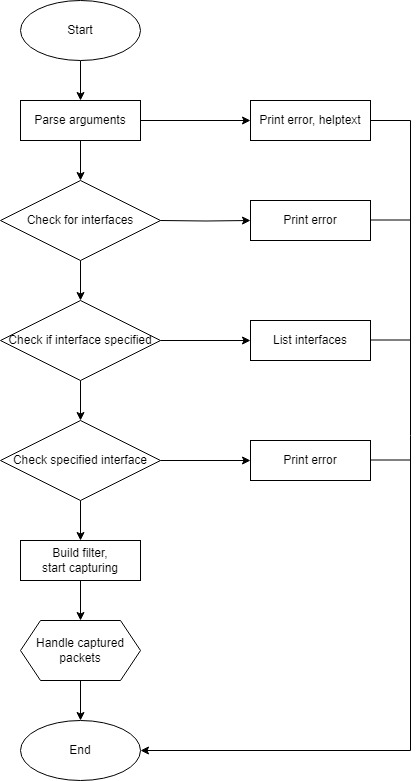 Start
Parse arguments
Print error, helptext
Check for interfaces
Print error
Check if interface specified
List interfaces
Check specified interface
Print error
Build filter,
start capturing
Handle captured
packets
End